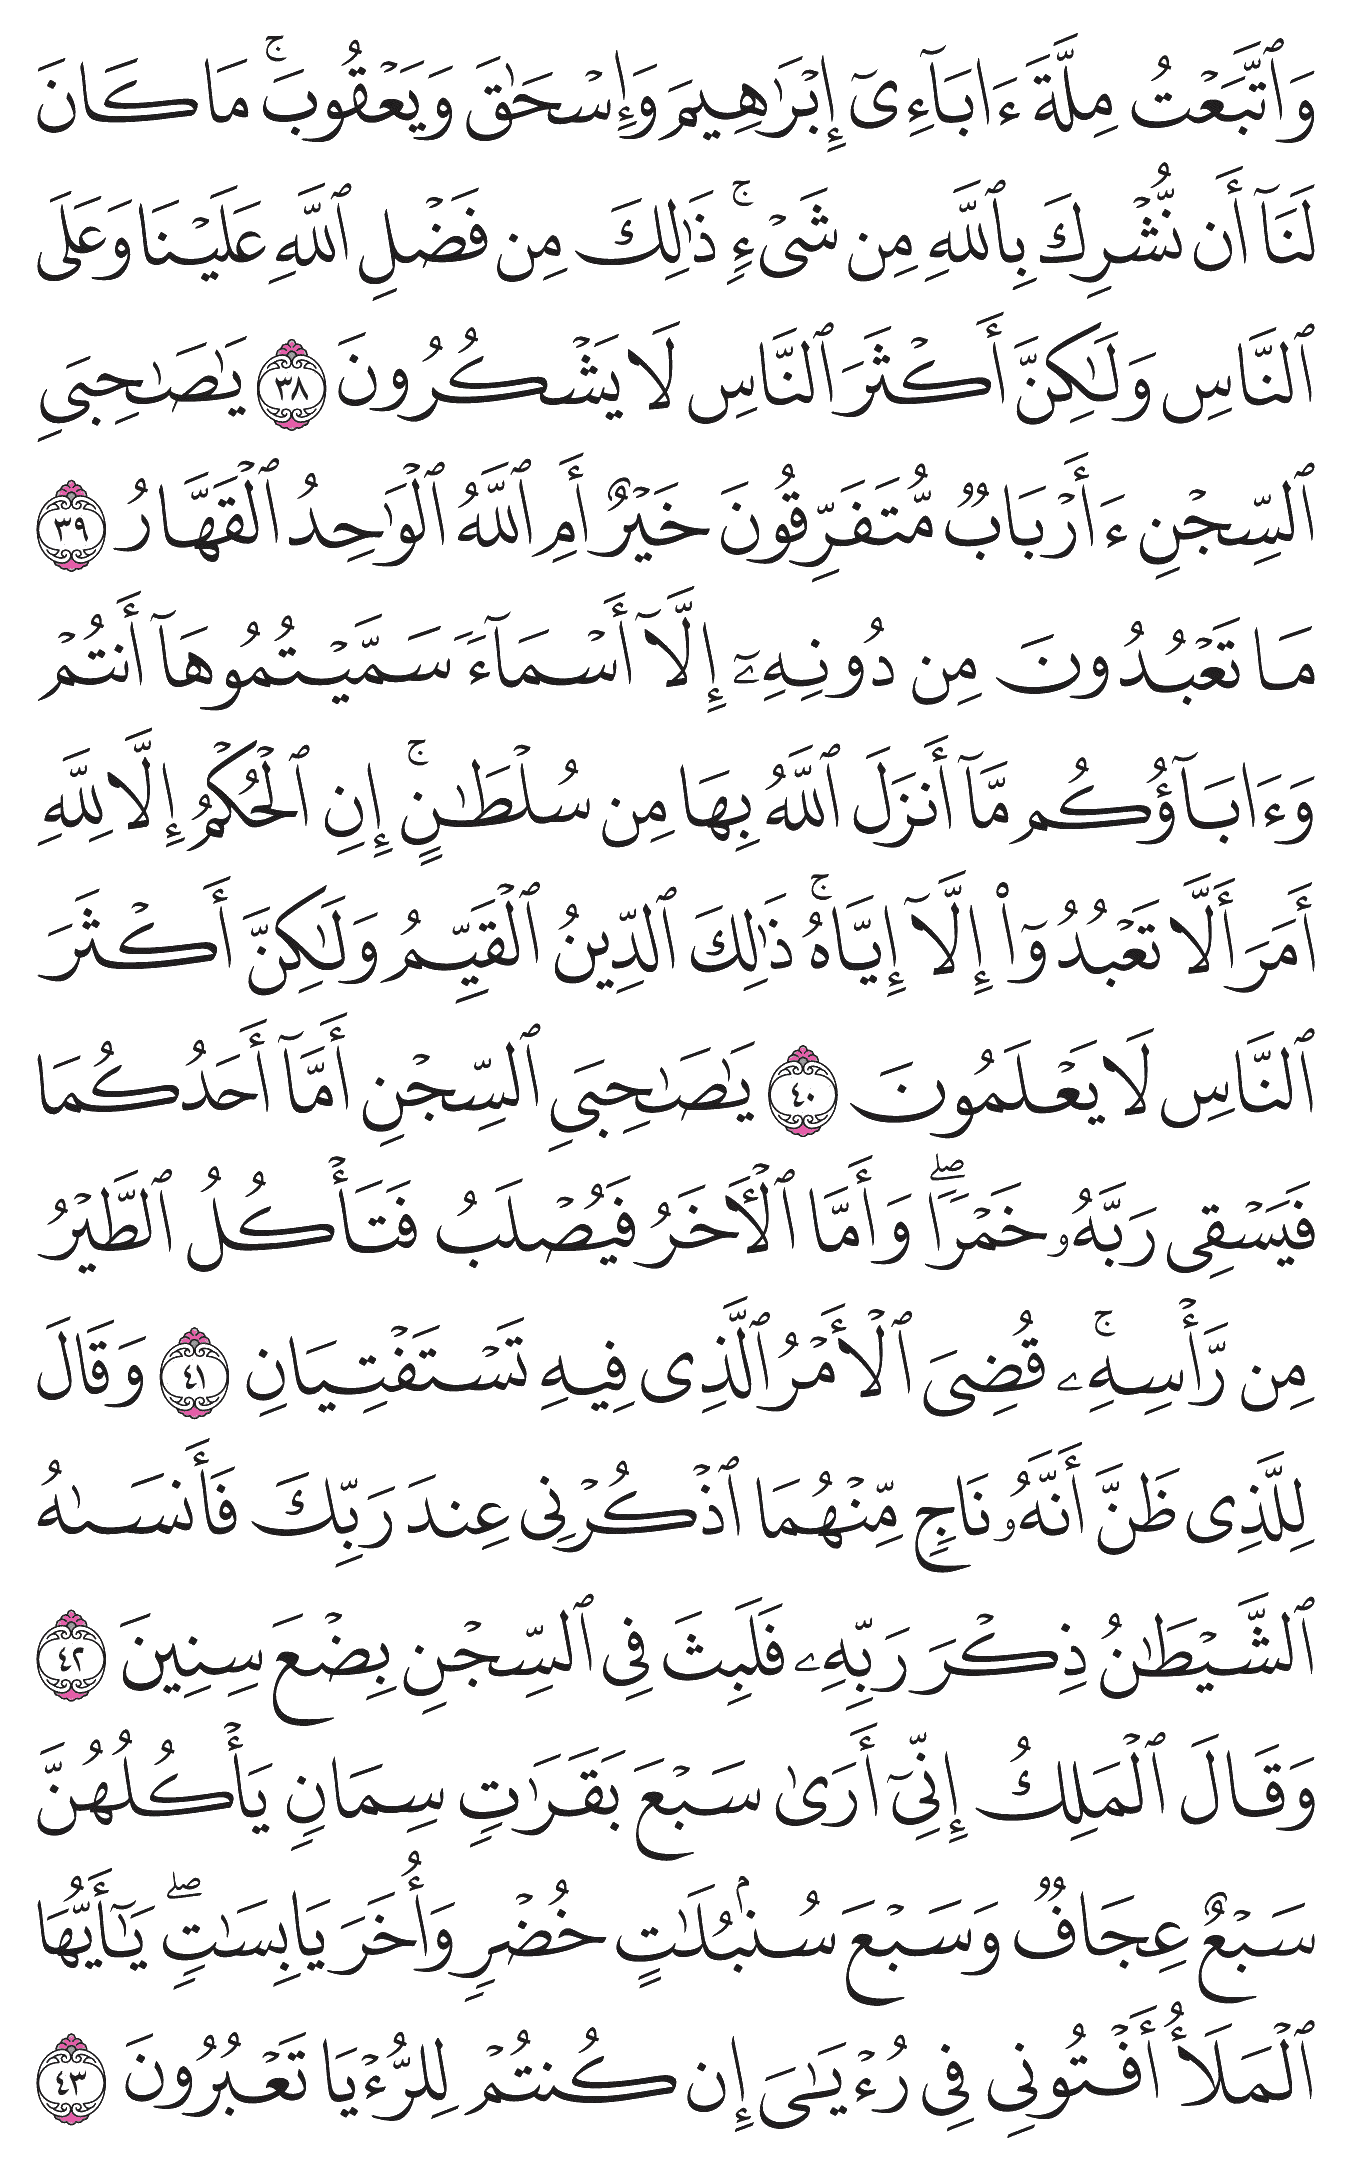 وَٱتَّبَعۡتُ مِلَّةَ ءَابَآءِيٓ إِبۡرَٰهِيمَ وَإِسۡحَٰقَ وَيَعۡقُوبَۚ مَا كَانَ
لَنَآ أَن نُّشۡرِكَ بِٱللَّهِ مِن شَيۡءٖۚ ذَٰلِكَ مِن فَضۡلِ ٱللَّهِ عَلَيۡنَا وَعَلَى
ٱلنَّاسِ وَلَٰكِنَّ أَكۡثَرَ ٱلنَّاسِ لَا يَشۡكُرُونَ ٣٨ يَٰصَٰحِبَيِ
ٱلسِّجۡنِ ءَأَرۡبَابٞ مُّتَفَرِّقُونَ خَيۡرٌ أَمِ ٱللَّهُ ٱلۡوَٰحِدُ ٱلۡقَهَّارُ ٣٩
مَا تَعۡبُدُونَ مِن دُونِهِۦٓ إِلَّآ أَسۡمَآءٗ سَمَّيۡتُمُوهَآ أَنتُمۡ
وَءَابَآؤُكُم مَّآ أَنزَلَ ٱللَّهُ بِهَا مِن سُلۡطَٰنٍۚ إِنِ ٱلۡحُكۡمُ إِلَّا لِلَّهِ
أَمَرَ أَلَّا تَعۡبُدُوٓاْ إِلَّآ إِيَّاهُۚ ذَٰلِكَ ٱلدِّينُ ٱلۡقَيِّمُ وَلَٰكِنَّ أَكۡثَرَ
ٱلنَّاسِ لَا يَعۡلَمُونَ ٤٠ يَٰصَٰحِبَيِ ٱلسِّجۡنِ أَمَّآ أَحَدُكُمَا
فَيَسۡقِي رَبَّهُۥ خَمۡرٗاۖ وَأَمَّا ٱلۡأٓخَرُ فَيُصۡلَبُ فَتَأۡكُلُ ٱلطَّيۡرُ
مِن رَّأۡسِهِۦۚ قُضِيَ ٱلۡأَمۡرُ ٱلَّذِي فِيهِ تَسۡتَفۡتِيَانِ ٤١ وَقَالَ
لِلَّذِي ظَنَّ أَنَّهُۥ نَاجٖ مِّنۡهُمَا ٱذۡكُرۡنِي عِندَ رَبِّكَ فَأَنسَىٰهُ
ٱلشَّيۡطَٰنُ ذِكۡرَ رَبِّهِۦ فَلَبِثَ فِي ٱلسِّجۡنِ بِضۡعَ سِنِينَ ٤٢
وَقَالَ ٱلۡمَلِكُ إِنِّيٓ أَرَىٰ سَبۡعَ بَقَرَٰتٖ سِمَانٖ يَأۡكُلُهُنَّ
سَبۡعٌ عِجَافٞ وَسَبۡعَ سُنۢبُلَٰتٍ خُضۡرٖ وَأُخَرَ يَابِسَٰتٖۖ يَٰٓأَيُّهَا
ٱلۡمَلَأُ أَفۡتُونِي فِي رُءۡيَٰيَ إِن كُنتُمۡ لِلرُّءۡيَا تَعۡبُرُونَ ٤٣